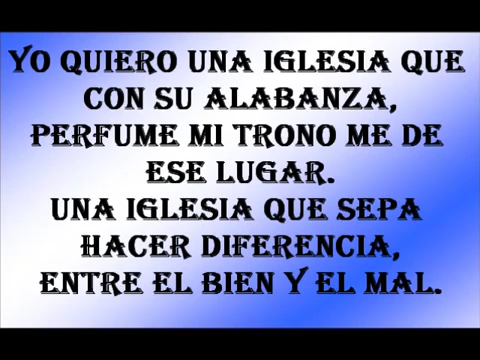 YO QUIERO UNA IGLESIA QUE
CON SU ALABANZA,
PERFUME MI TRONO ME DE
ESE LUGAR.
UNA IGLESIA QUE SEPA
HACER DIFERENCIA,
ENTRE EL BIEN Y EL MAL.